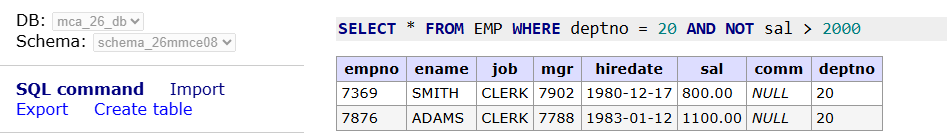 DB: mca_26_db
Schema: schema_26mmce08
SQL command Import
Export Create table
SELECT * FROM EMP WHERE deptno = 20 AND NOT sal > 2000
empno ename job mgr hiredate sal comm deptno
7369 SMITH CLERK 7902 1980-12-17 800.00 NULL 20
7876 ADAMS CLERK 7788 1983-01-12 1100.00 NULL 20